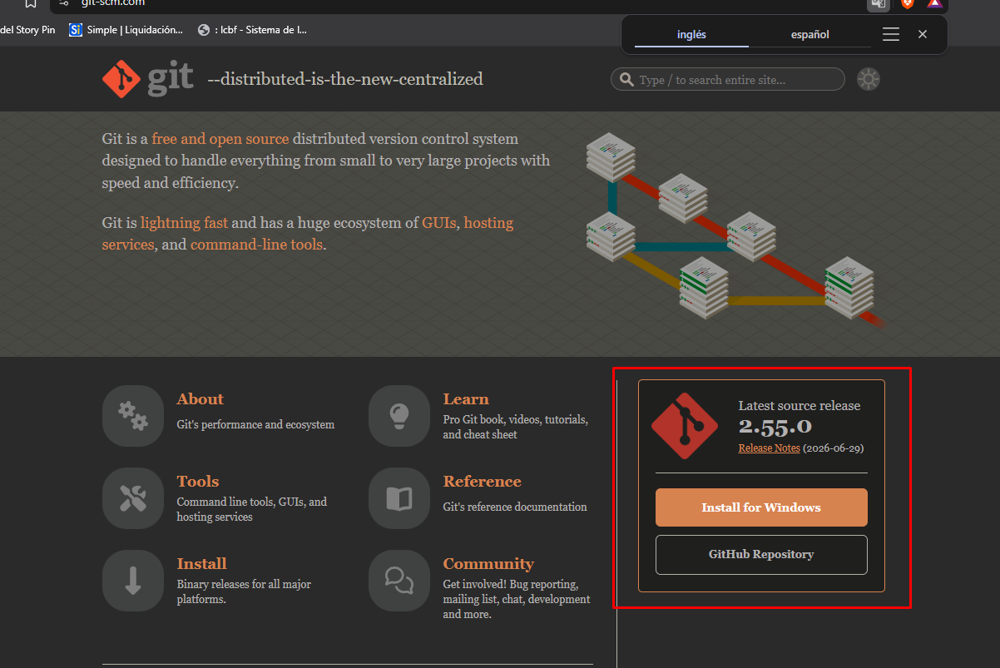 git-scm.com
del Story Pin
Si Simple | Liquidación...
: Icbf - Sistema de I...
inglés
español
git --distributed-is-the-new-centralized
Type / to search entire site...
Git is a free and open source distributed version control system
designed to handle everything from small to very large projects with
speed and efficiency.
Git is lightning fast and has a huge ecosystem of GUIs, hosting
services, and command-line tools.
About
Git's performance and ecosystem
Learn
Pro Git book, videos, tutorials,
and cheat sheet
Tools
Command line tools, GUIs, and
hosting services
Reference
Git's reference documentation
Install
Binary releases for all major
platforms.
Community
Get involved! Bug reporting,
mailing list, chat, development
and more.
Latest source release
2.55.0
Release Notes (2026-06-29)
Install for Windows
GitHub Repository